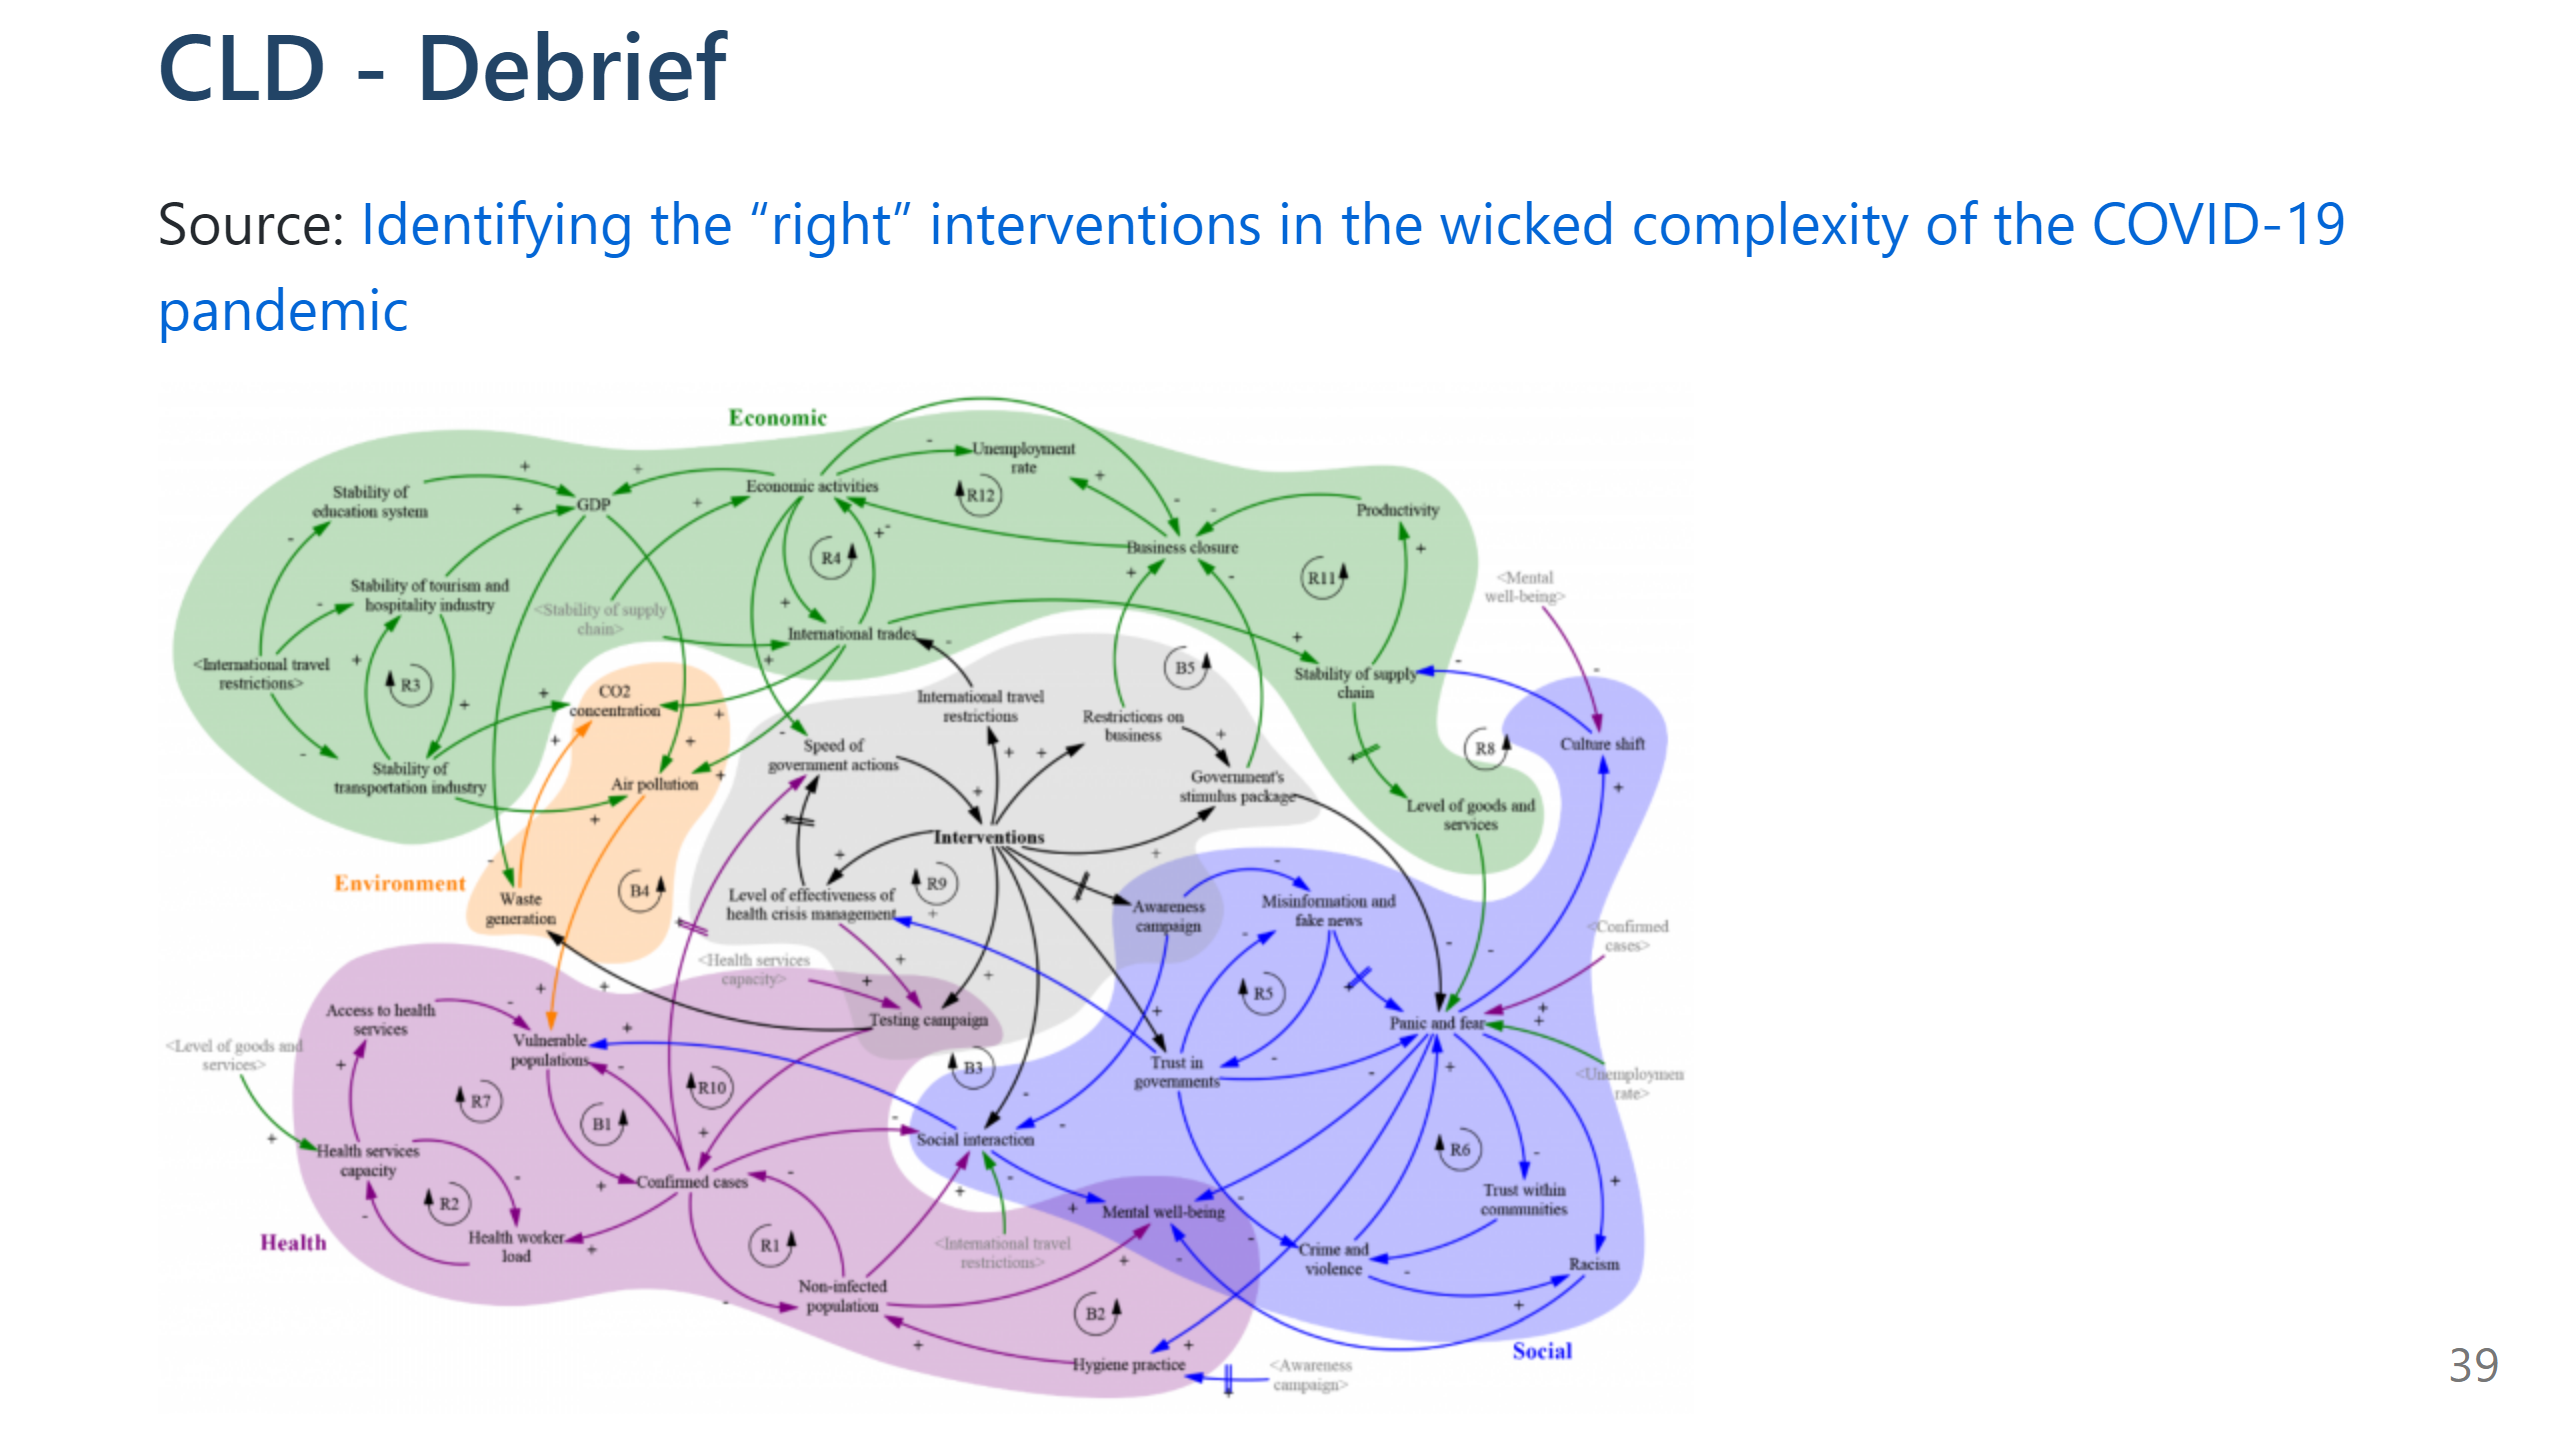 CLD - Debrief
Source: Identifying the “right” interventions in the wicked complexity of the COVID-19
pandemic
Economic
Unemployment
rate
R12
Economic activities
Stability of
education system
GDP
Productivity
Business closure
R4
R11
Stability of tourism and
hospitality industry
<Stability of supply
chain>
<Mental
well-being>
International trades
<International travel
restrictions>
R3
B5
Stability of supply
chain
CO2
concentration
International travel
restrictions
Restrictions on
business
Speed of
government actions
R8
Culture shift
Stability of
transportation industry
Air pollution
Government's
stimulus package
Level of goods and
services
Interventions
Environment
B4
R9
Waste
generation
Level of effectiveness of
health crisis management
Awareness
campaign
Misinformation and
fake news
<Confirmed
cases>
<Health services
capacity>
R5
Access to health
services
Testing campaign
Panic and fear
<Level of goods and
services>
Vulnerable
populations
B3
Trust in
governments
<Unemploymen
rate>
R7
R10
B1
Social interaction
R6
Health services
capacity
Confirmed cases
Trust within
communities
R2
Mental well-being
Health
Health worker
load
R1
<International travel
restrictions>
Crime and
violence
Racism
Non-infected
population
B2
Social
Hygiene practice
<Awareness
campaign>
39